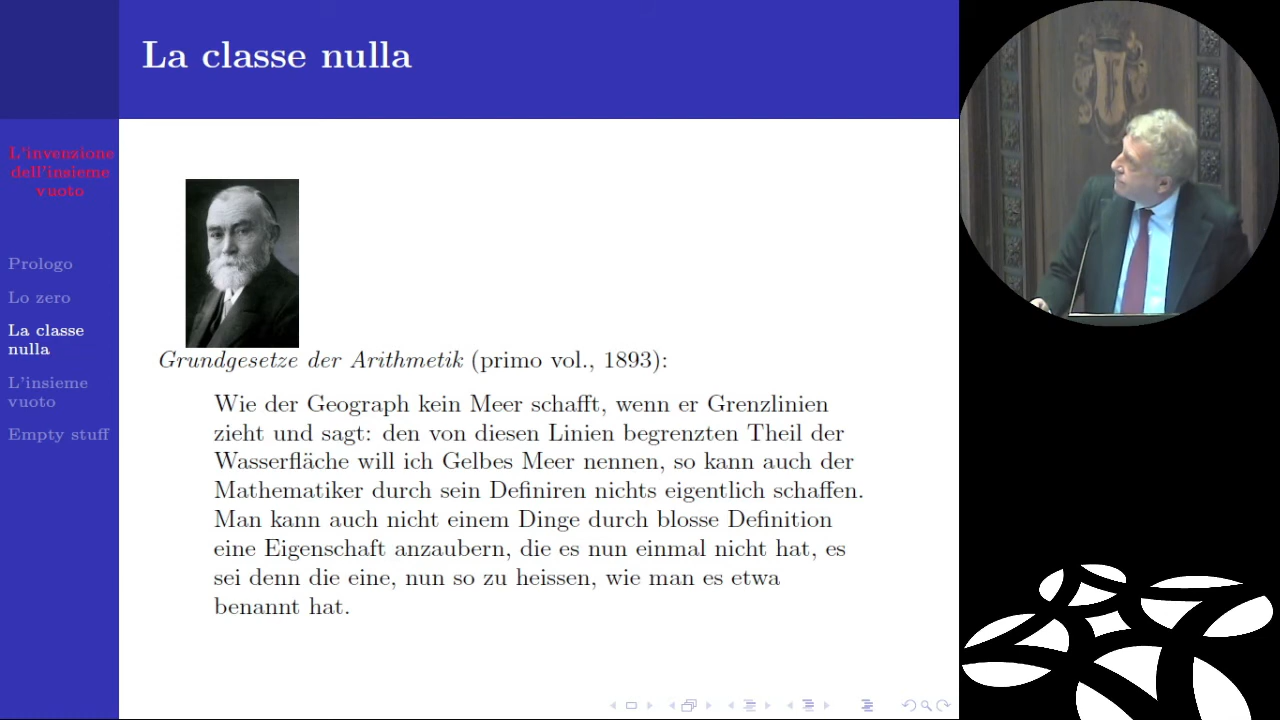 La classe nulla
L'invenzione
dell'insieme
vuoto
Prologo
Lo zero
La classe
nulla
L'insieme
vuoto
Empty stuff
Grundgesetze der Arithmetik (primo vol., 1893):
Wie der Geograph kein Meer schafft, wenn er Grenzlinien
zieht und sagt: den von diesen Linien begrenzten Theil der
Wasserfläche will ich Gelbes Meer nennen, so kann auch der
Mathematiker durch sein Definiren nichts eigentlich schaffen.
Man kann auch nicht einem Dinge durch blosse Definition
eine Eigenschaft anzaubern, die es nun einmal nicht hat, es
sei denn die eine, nun so zu heissen, wie man es etwa
benannt hat.